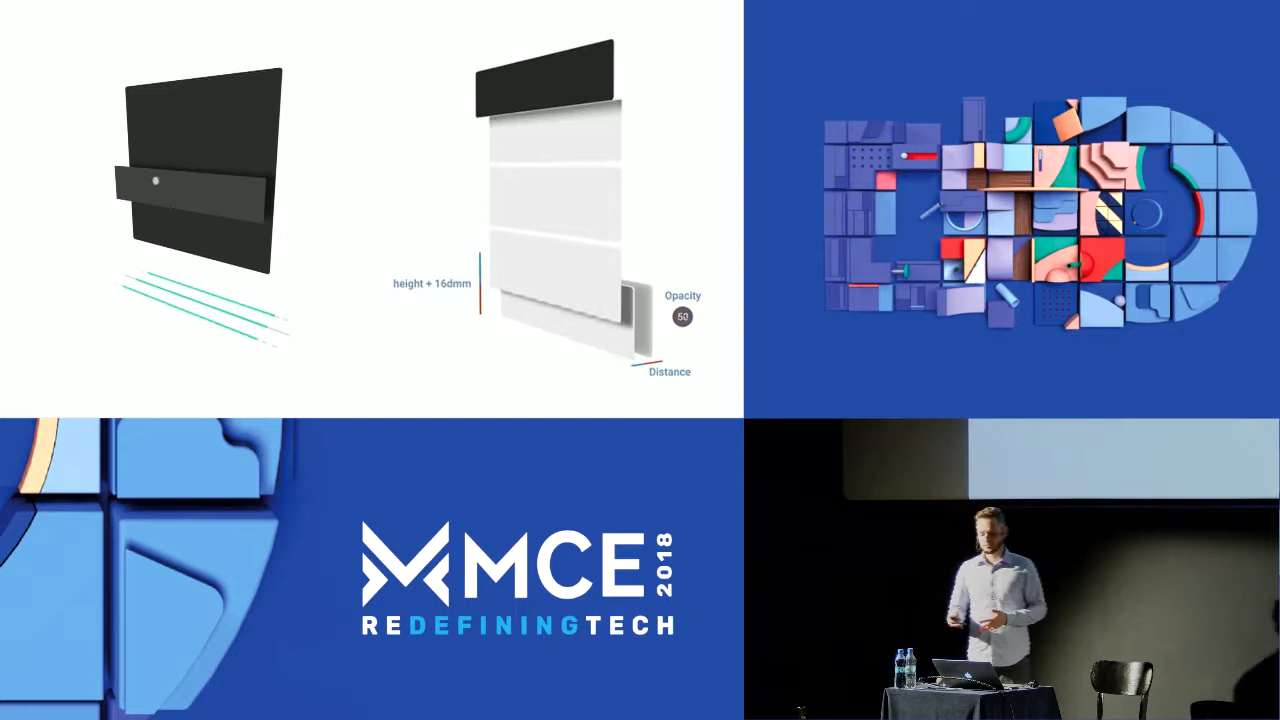 height + 16dmm
Opacity
50
Distance
MCE 2018
REDEFININGTECH